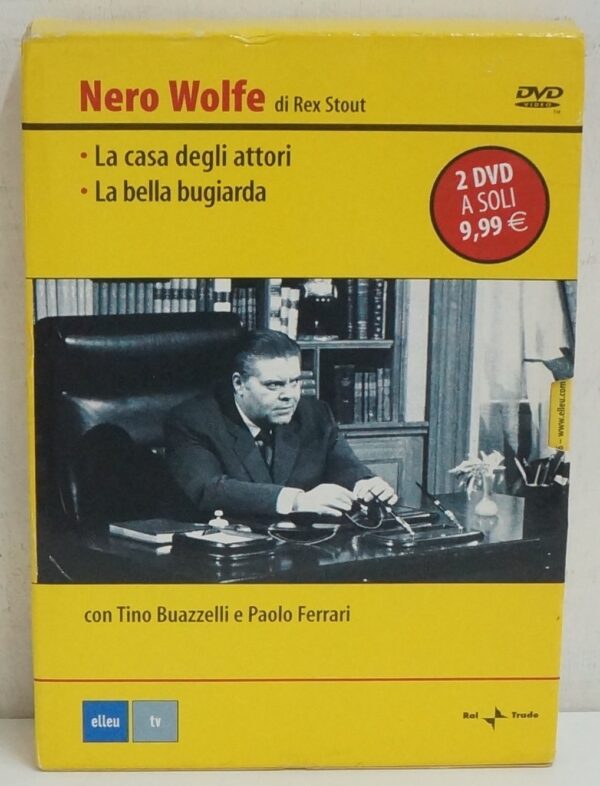 Nero Wolfe di Rex Stout
DVD
VIDEO
TM
• La casa degli attori
• La bella bugiarda
2 DVD
A SOLI
9,99 €
www.elleu.com
con Tino Buazzelli e Paolo Ferrari
elleu tv
Rai Trade